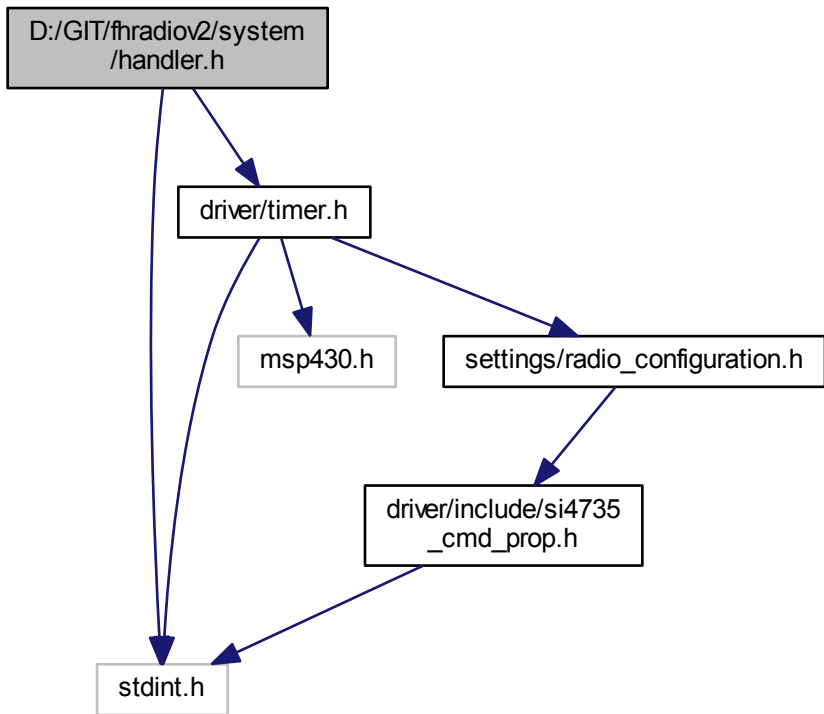 D:/GIT/fhradiov2/system
/handler.h
driver/timer.h
msp430.h
settings/radio_configuration.h
driver/include/si4735
_cmd_prop.h
stdint.h